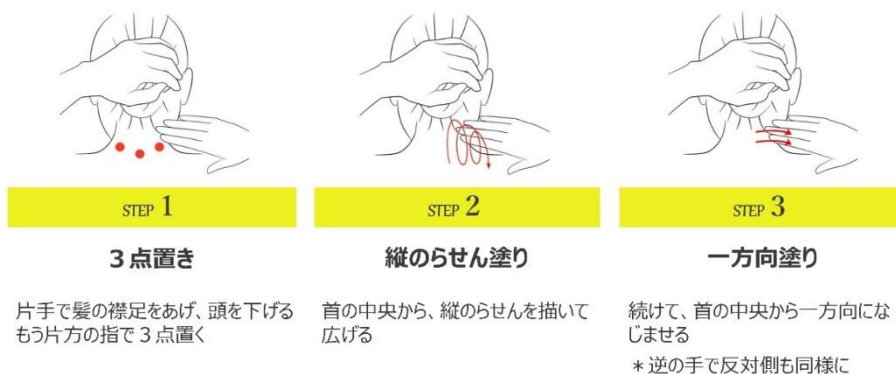 STEP 1
3点置き
片手で髪の襟足をあげ、頭を下げる
もう片方の指で3点置く
STEP 2
縦のらせん塗り
首の中央から、縦のらせんを描いて
広げる
STEP 3
一方向塗り
続けて、首の中央から一方向にな
じませる
＊逆の手で反対側も同様に